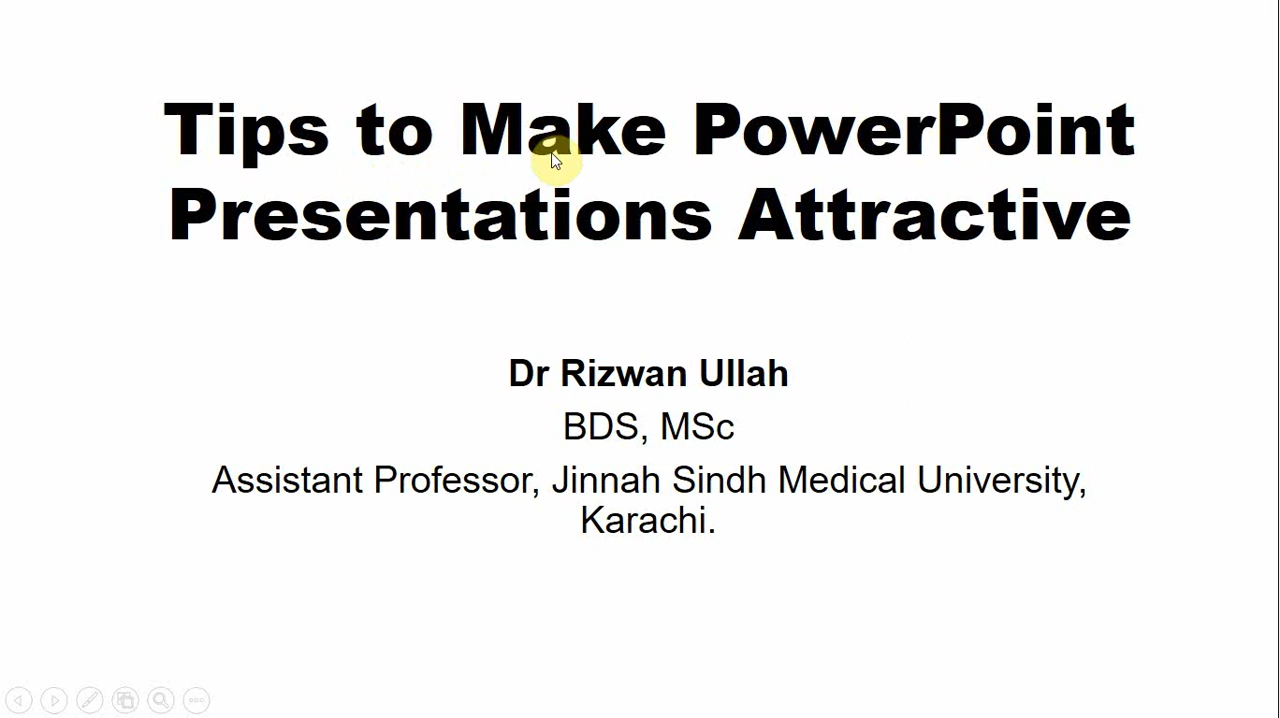 Tips to Make PowerPoint
Presentations Attractive
Dr Rizwan Ullah
BDS, MSc
Assistant Professor, Jinnah Sindh Medical University,
Karachi.